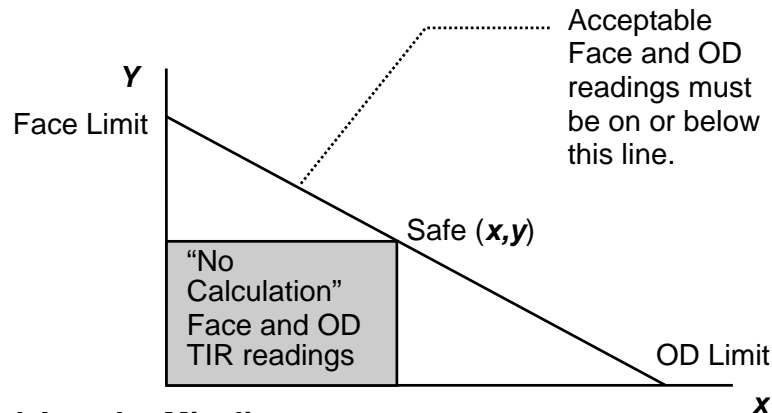 Acceptable
Face and OD
readings must
be on or below
this line.
Y
Face Limit
Safe (x,y)
“No
Calculation”
Face and OD
TIR readings
OD Limit
x